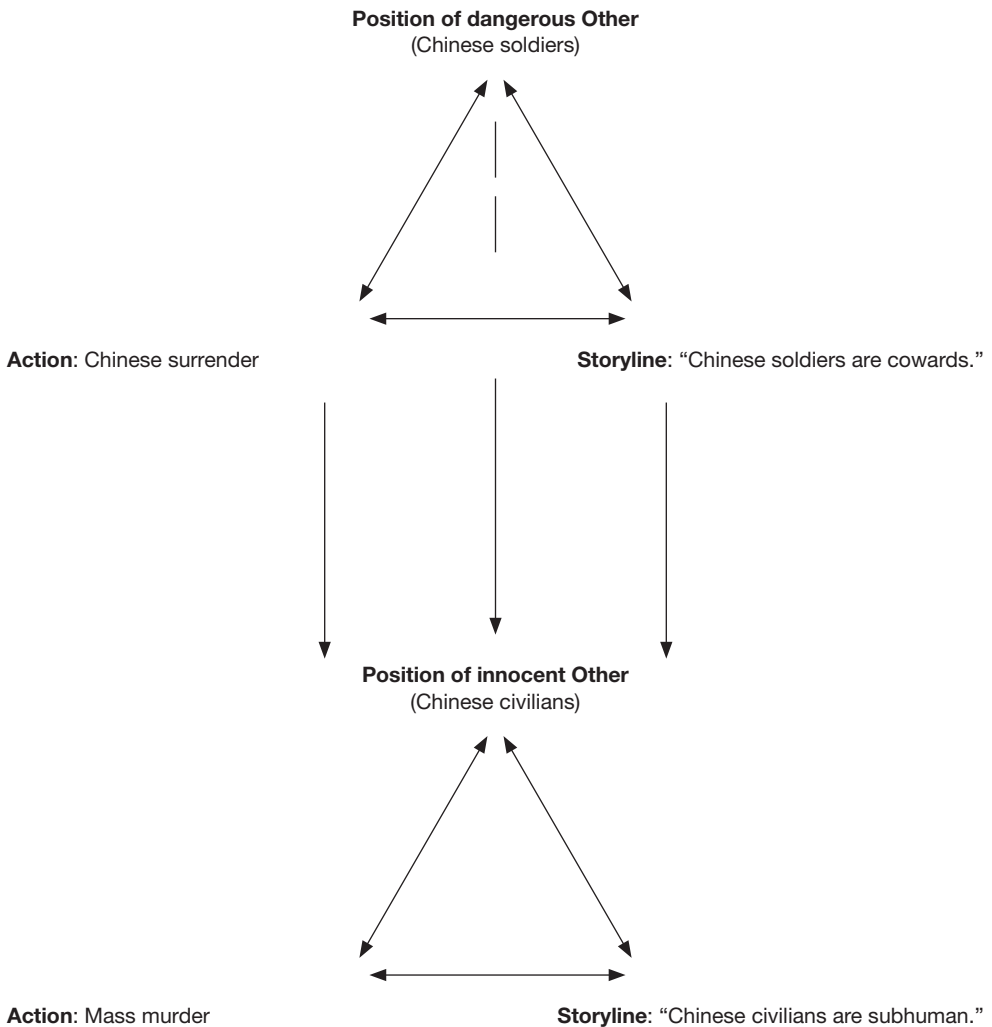 Position of dangerous Other
(Chinese soldiers)
Action: Chinese surrender
Storyline: “Chinese soldiers are cowards.”
Position of innocent Other
(Chinese civilians)
Action: Mass murder
Storyline: “Chinese civilians are subhuman.”